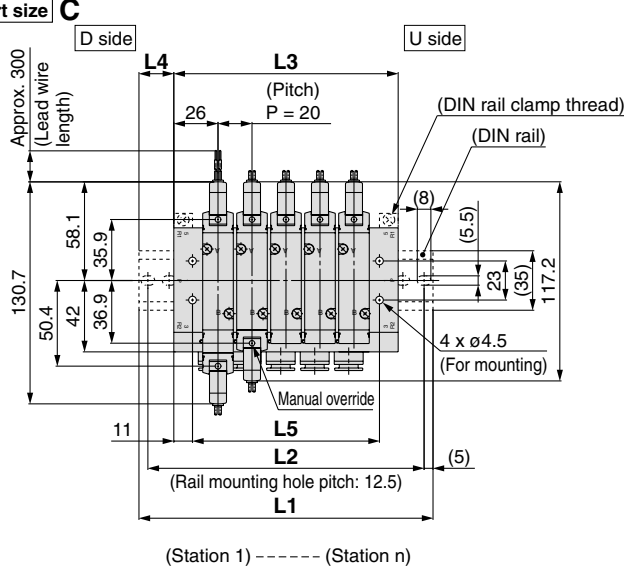 rt size C
D side
U side
L4
L3
(Pitch)
26
P = 20
Approx. 300
(Lead wire
length)
(DIN rail clamp thread)
(DIN rail)
(8)
(5.5)
130.7
58.1
35.9
50.4
42
36.9
23
(35)
117.2
4 x ø4.5
(For mounting)
Manual override
11
L5
L2
(5)
(Rail mounting hole pitch: 12.5)
L1
(Station 1) ------ (Station n)